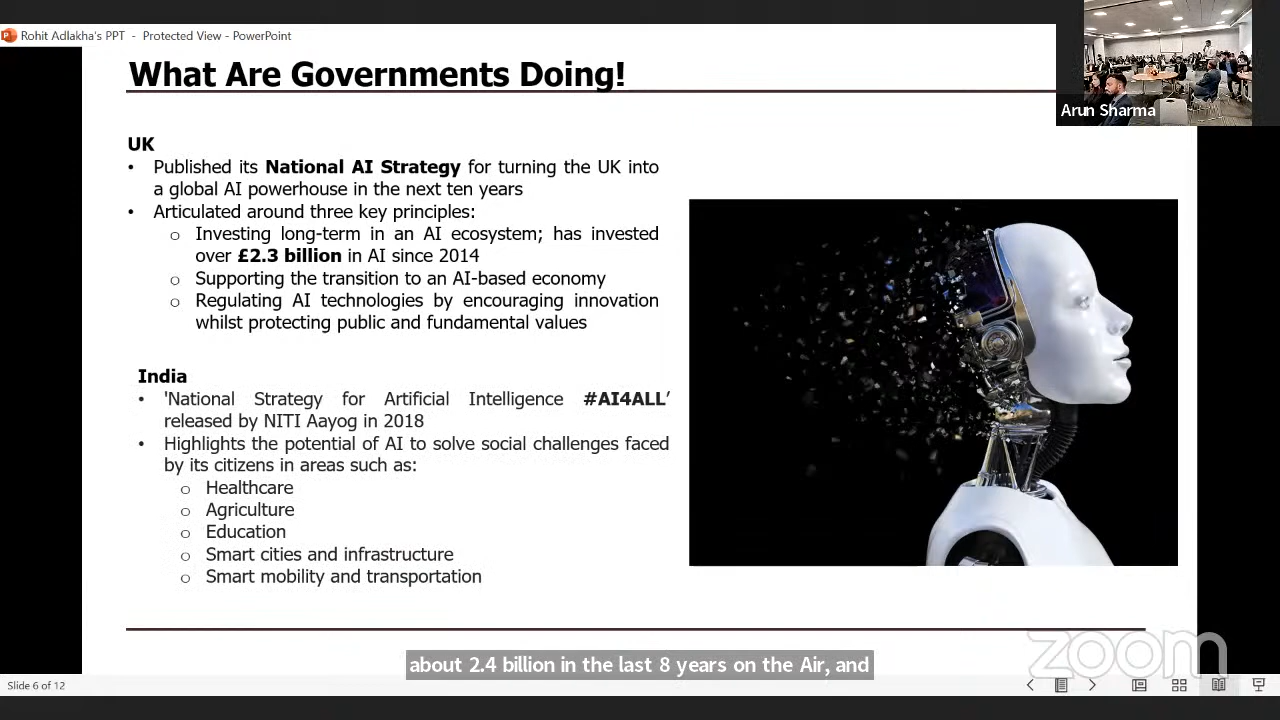 Rohit Adlakha's PPT - Protected View - PowerPoint
What Are Governments Doing!
Arun Sharma
UK
• Published its National AI Strategy for turning the UK into
a global AI powerhouse in the next ten years
• Articulated around three key principles:
o Investing long-term in an AI ecosystem; has invested
over £2.3 billion in AI since 2014
o Supporting the transition to an AI-based economy
o Regulating AI technologies by encouraging innovation
whilst protecting public and fundamental values
India
• 'National Strategy for Artificial Intelligence #AI4ALL’
released by NITI Aayog in 2018
• Highlights the potential of AI to solve social challenges faced
by its citizens in areas such as:
o Healthcare
o Agriculture
o Education
o Smart cities and infrastructure
o Smart mobility and transportation
about 2.4 billion in the last 8 years on the Air, and
zoom
Slide 6 of 12